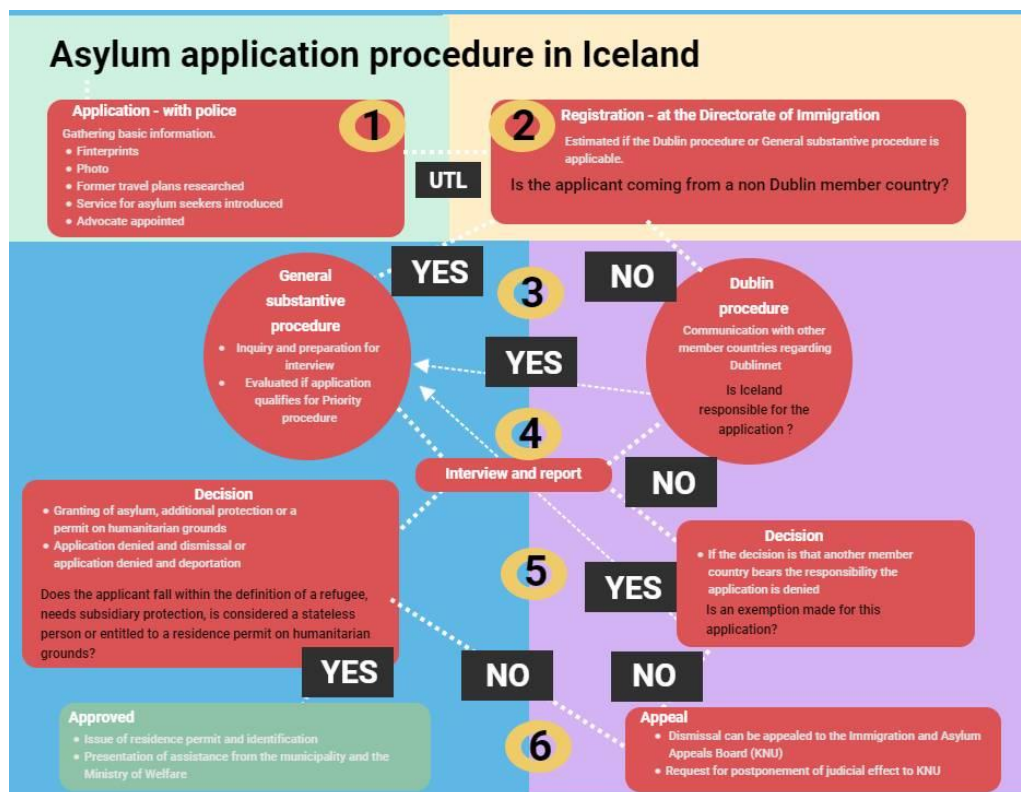 Asylum application procedure in Iceland
Application - with police
Gathering basic information.
• Finterprints
• Photo
• Former travel plans researched
• Service for asylum seekers introduced
• Advocate appointed
1
UTL
2
Registration - at the Directorate of Immigration
Estimated if the Dublin procedure or General substantive procedure is
applicable.
Is the applicant coming from a non Dublin member country?
YES
3
NO
General
substantive
procedure
• Inquiry and preparation for
interview
• Evaluated if application
qualifies for Priority
procedure
YES
Dublin
procedure
Communication with other
member countries regarding
Dublinnet
Is Iceland
responsible for the
application ?
4
Interview and report
NO
Decision
• Granting of asylum, additional protection or a
permit on humanitarian grounds
• Application denied and dismissal or
application denied and deportation
Does the applicant fall within the definition of a refugee,
needs subsidiary protection, is considered a stateless
person or entitled to a residence permit on humanitarian
grounds?
5
YES
Decision
• If the decision is that another member
country bears the responsibility the
application is denied
Is an exemption made for this
application?
YES
NO
NO
Approved
• Issue of residence permit and identification
• Presentation of assistance from the municipality and the
Ministry of Welfare
6
Appeal
• Dismissal can be appealed to the Immigration and Asylum
Appeals Board (KNU)
• Request for postponement of judicial effect to KNU